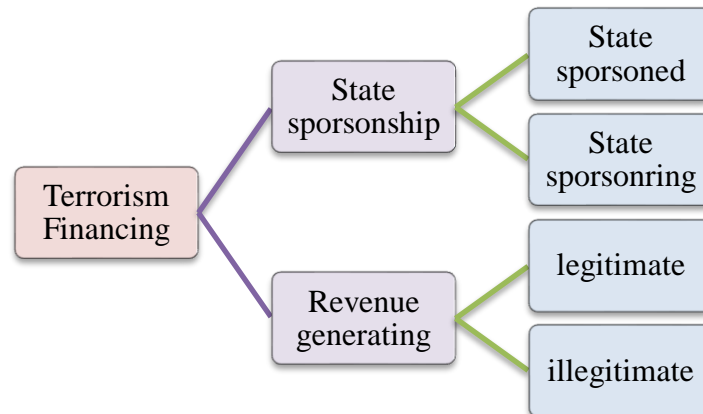 Terrorism
Financing
State
sporsonship
State
sporsoned
State
sporsonring
Revenue
generating
legitimate
illegitimate